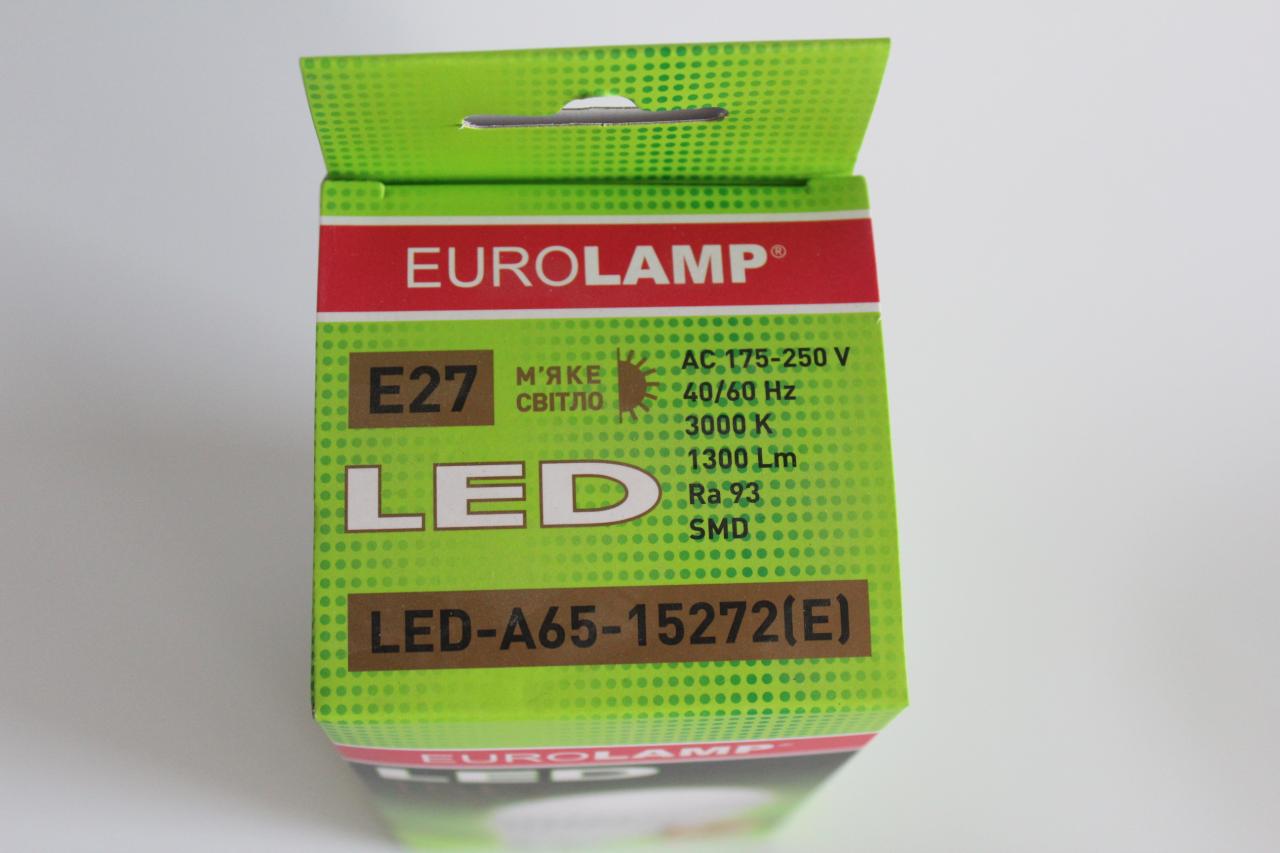 EUROLAMP®
E27
М'ЯКЕ
СВІТЛО
AC 175-250 V
40/60 Hz
3000 K
1300 Lm
Ra 93
SMD
LED
LED-A65-15272(E)
EUROLAMP
LED